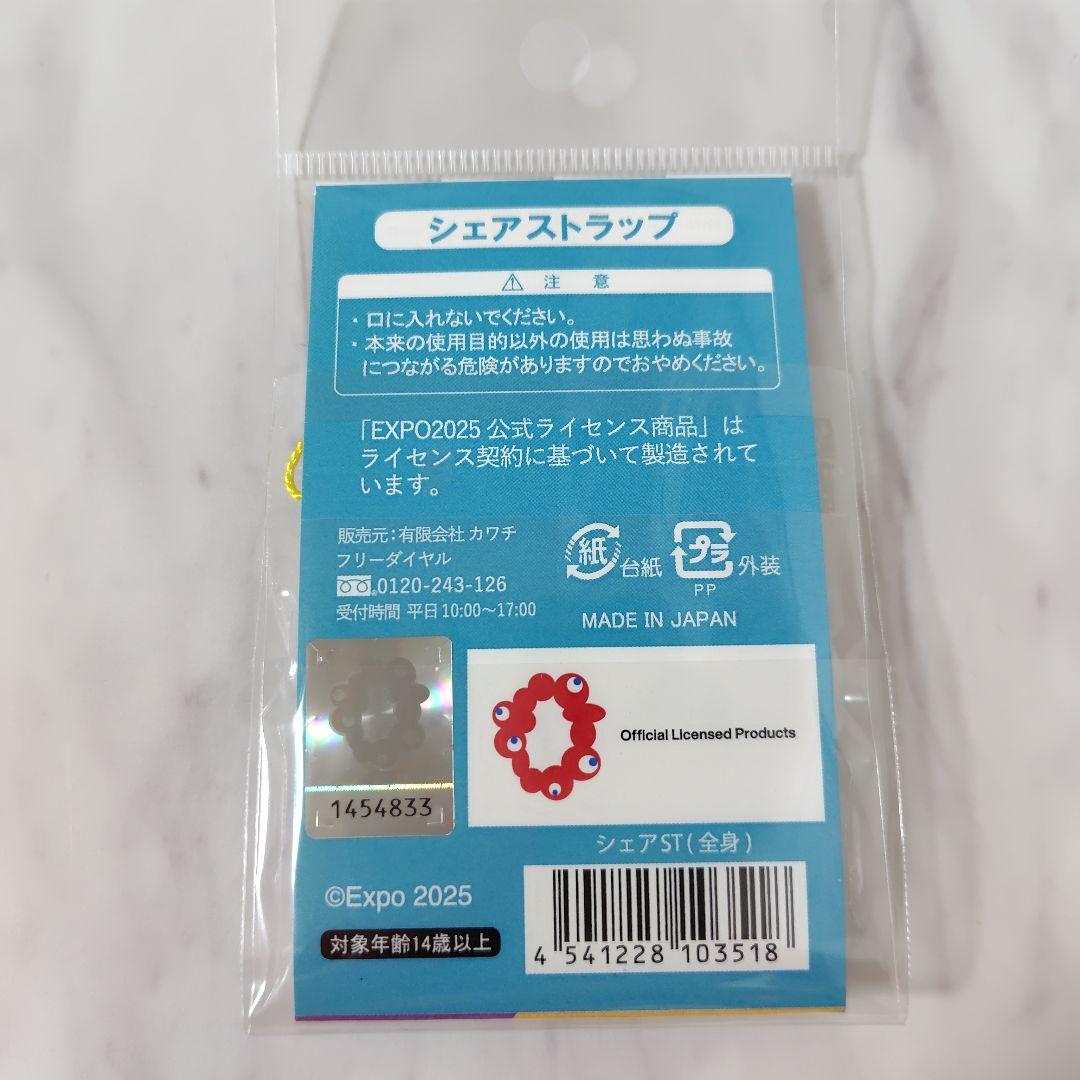 シェアストラップ
⚠ 注 意
・口に入れないでください。
・本来の使用目的以外の使用は思わぬ事故
につながる危険がありますのでおやめください。
「EXPO2025 公式ライセンス商品」は
ライセンス契約に基づいて製造されて
います。
販売元:有限会社 カワチ
フリーダイヤル
0120-243-126
受付時間 平日10:00～17:00
紙 台紙
プラ 外装
PP
MADE IN JAPAN
1454833
Official Licensed Products
シェアST(全身)
©Expo 2025
対象年齢14歳以上
4 541228 103518